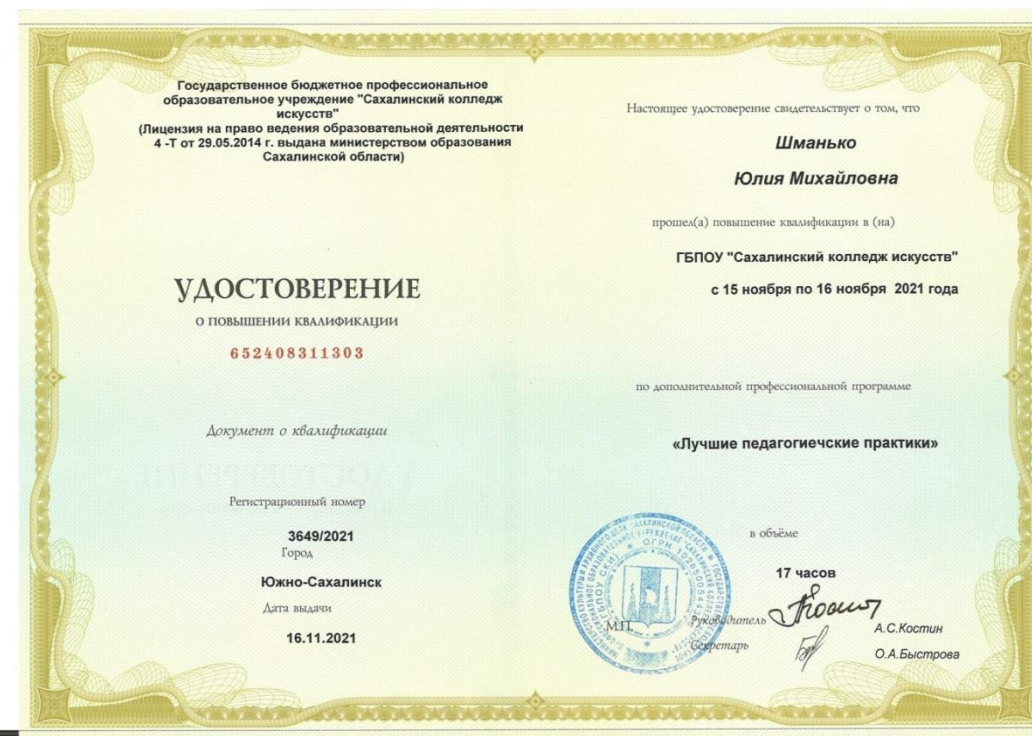 Государственное бюджетное профессиональное
образовательное учреждение "Сахалинский колледж
искусств"
(Лицензия на право ведения образовательной деятельности
4 -Т от 29.05.2014 г. выдана министерством образования
Сахалинской области)
УДОСТОВЕРЕНИЕ
О ПОВЫШЕНИИ КВАЛИФИКАЦИИ
652408311303
Документ о квалификации
Регистрационный номер
3649/2021
Город
Южно-Сахалинск
Дата выдачи
16.11.2021
Настоящее удостоверение свидетельствует о том, что
Шманько
Юлия Михайловна
прошел(а) повышение квалификации в (на)
ГБПОУ "Сахалинский колледж искусств"
с 15 ноября по 16 ноября 2021 года
по дополнительной профессиональной программе
«Лучшие педагогиечские практики»
в объёме
17 часов
М.П.
Руководитель
А.С.Костин
Секретарь
О.А.Быстрова